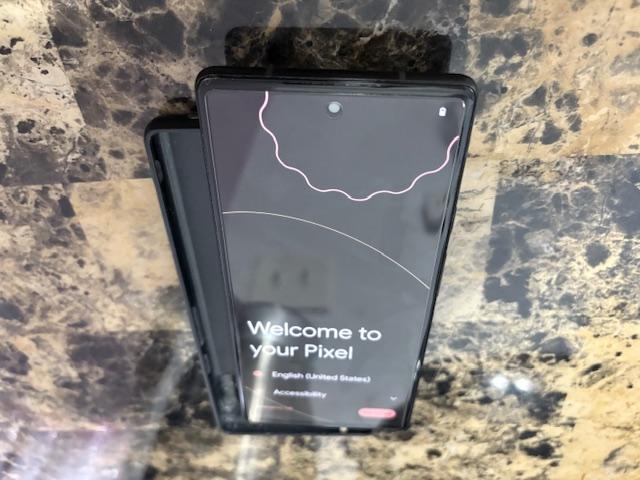 Welcome to
your Pixel
English (United States)
Accessibility